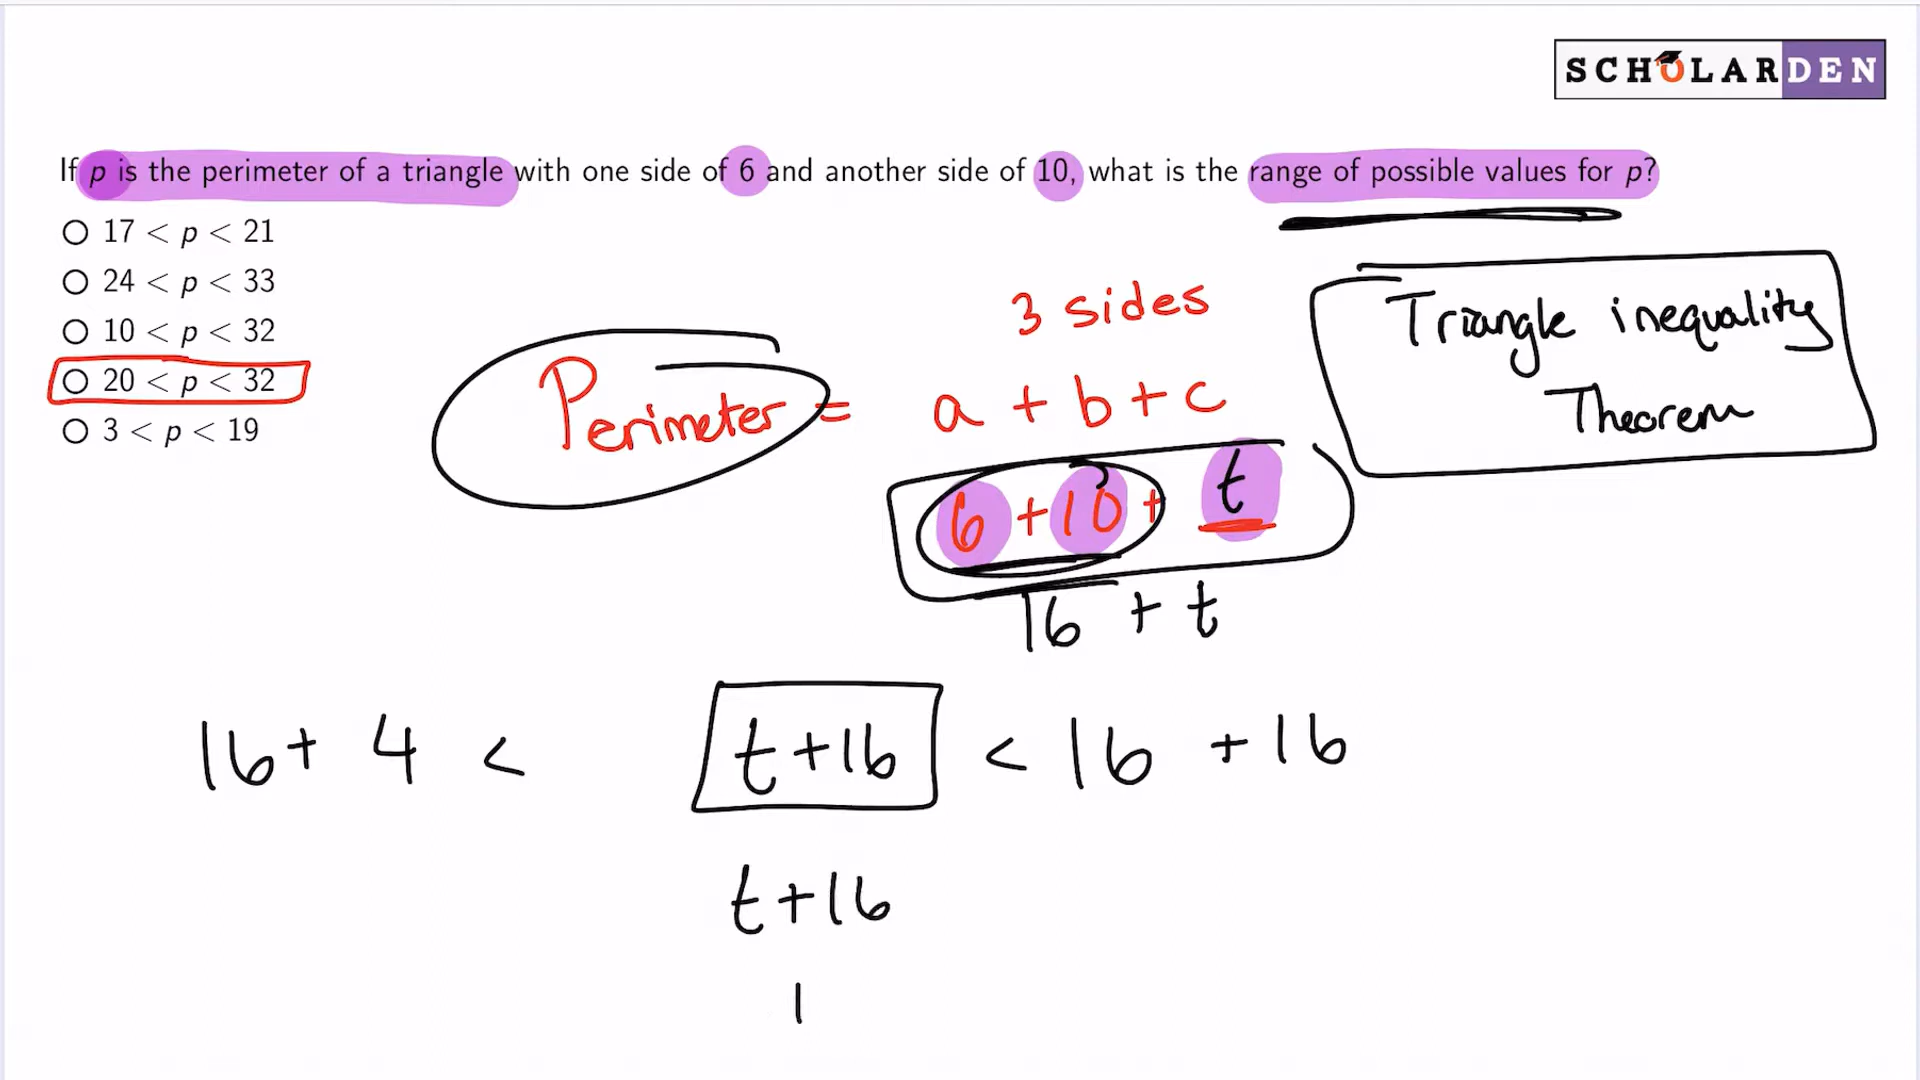 SCHOLARDEN
If p is the perimeter of a triangle with one side of 6 and another side of 10, what is the range of possible values for p?
17 < p < 21
24 < p < 33
10 < p < 32
20 < p < 32
3 < p < 19
3 sides
Perimeter = a + b + c
6 + 10 + t
16 + t
Triangle inequality
Theorem
16 + 4 < t + 16 < 16 + 16
t + 16